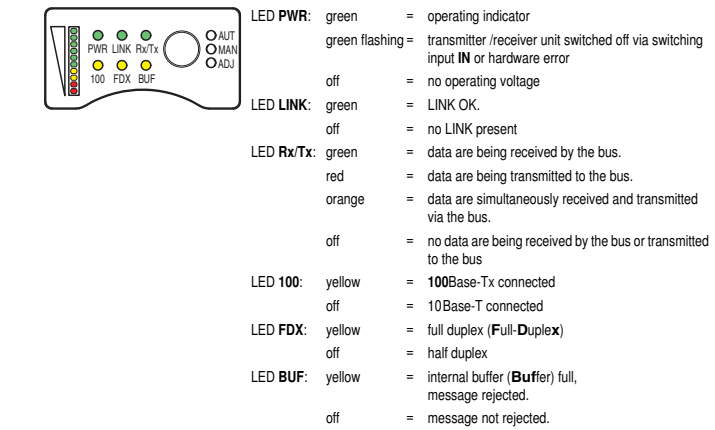 PWR LINK Rx/Tx
100 FDX BUF
AUT
MAN
ADJ
LED PWR: green = operating indicator
green flashing = transmitter /receiver unit switched off via switching
input IN or hardware error
off = no operating voltage
LED LINK: green = LINK OK.
off = no LINK present
LED Rx/Tx: green = data are being received by the bus.
red = data are being transmitted to the bus.
orange = data are simultaneously received and transmitted
via the bus.
off = no data are being received by the bus or transmitted
to the bus
LED 100: yellow = 100Base-Tx connected
off = 10Base-T connected
LED FDX: yellow = full duplex (Full-Duplex)
off = half duplex
LED BUF: yellow = internal buffer (Buffer) full,
message rejected.
off = message not rejected.